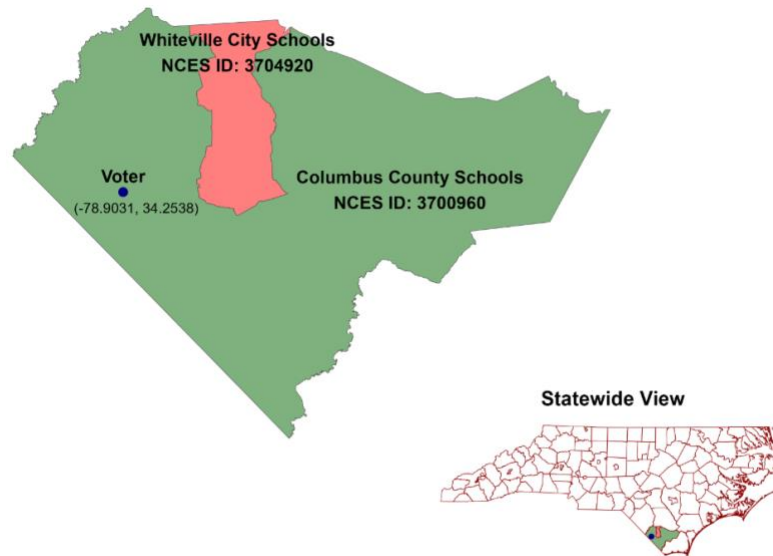 Whiteville City Schools
NCES ID: 3704920
Voter
(-78.9031, 34.2538)
Columbus County Schools
NCES ID: 3700960
Statewide View